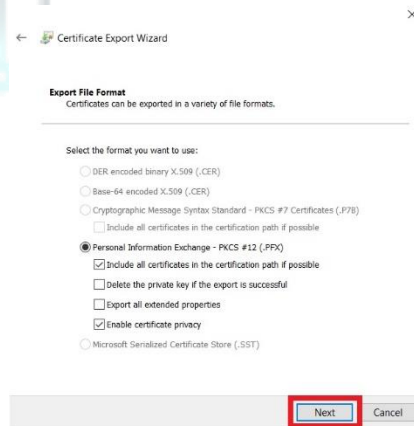 Certificate Export Wizard
Export File Format
Certificates can be exported in a variety of file formats.
Select the format you want to use:
DER encoded binary X.509 (.CER)
Base-64 encoded X.509 (.CER)
Cryptographic Message Syntax Standard - PKCS #7 Certificates (.P7B)
Include all certificates in the certification path if possible
Personal Information Exchange - PKCS #12 (.PFX)
Include all certificates in the certification path if possible
Delete the private key if the export is successful
Export all extended properties
Enable certificate privacy
Microsoft Serialized Certificate Store (.SST)
Next Cancel